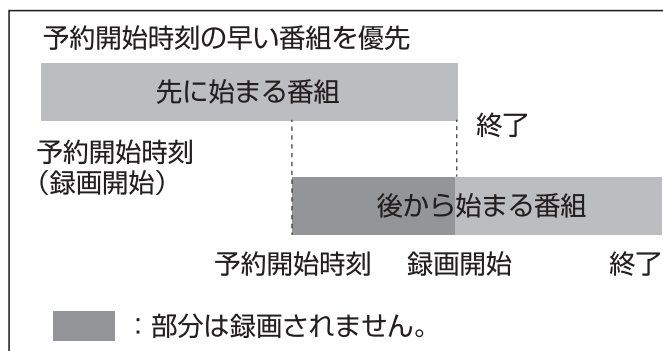 予約開始時刻の早い番組を優先
先に始まる番組
終了
予約開始時刻
（録画開始）
後から始まる番組
予約開始時刻 録画開始 終了
：部分は録画されません。